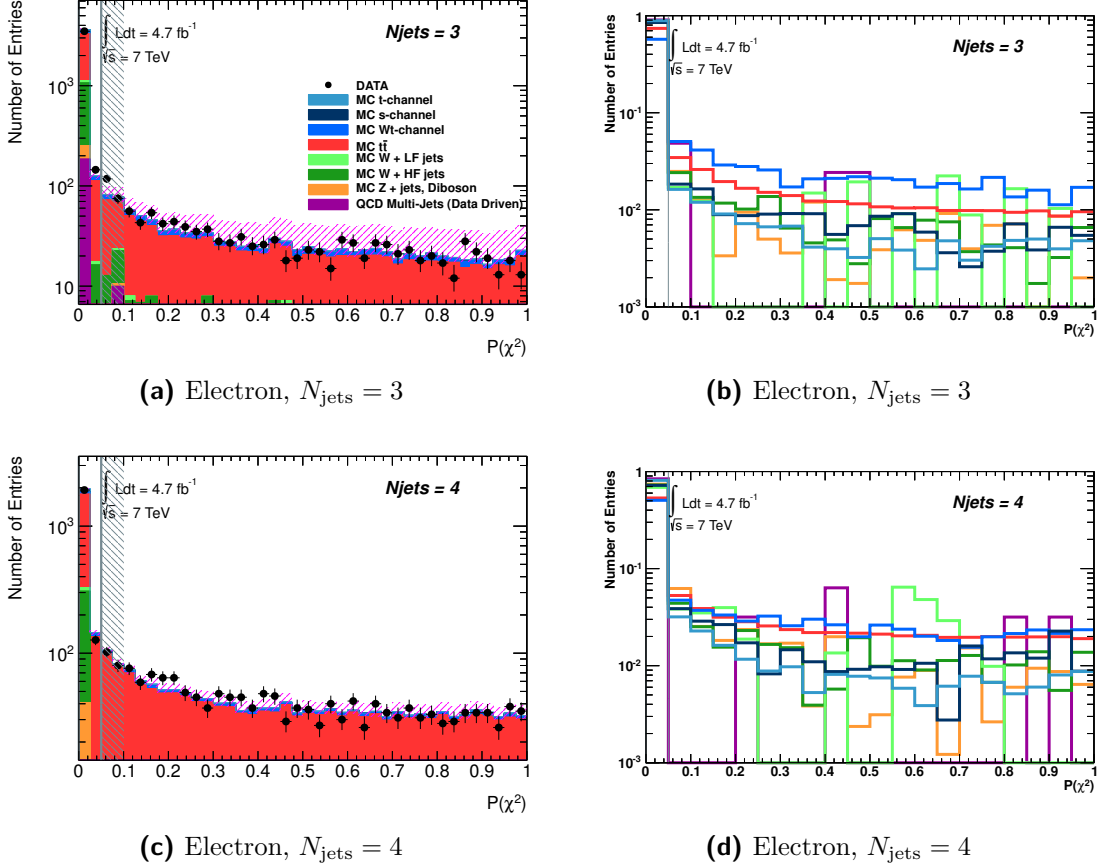 Number of Entries
10³
10²
10
∫ Ldt = 4.7 fb⁻¹
√s = 7 TeV
Njets = 3
DATA
MC t-channel
MC s-channel
MC Wt-channel
MC tt̄
MC W + LF jets
MC W + HF jets
MC Z + jets, Diboson
QCD Multi-Jets (Data Driven)
0 0.1 0.2 0.3 0.4 0.5 0.6 0.7 0.8 0.9 1
P(χ²)
(a) Electron, N_jets = 3
Number of Entries
1
10⁻¹
10⁻²
10⁻³
∫ Ldt = 4.7 fb⁻¹
√s = 7 TeV
Njets = 3
0 0.1 0.2 0.3 0.4 0.5 0.6 0.7 0.8 0.9 1
P(χ²)
(b) Electron, N_jets = 3
Number of Entries
10³
10²
∫ Ldt = 4.7 fb⁻¹
√s = 7 TeV
Njets = 4
0 0.1 0.2 0.3 0.4 0.5 0.6 0.7 0.8 0.9 1
P(χ²)
(c) Electron, N_jets = 4
Number of Entries
1
10⁻¹
10⁻²
10⁻³
∫ Ldt = 4.7 fb⁻¹
√s = 7 TeV
Njets = 4
0 0.1 0.2 0.3 0.4 0.5 0.6 0.7 0.8 0.9 1
P(χ²)
(d) Electron, N_jets = 4